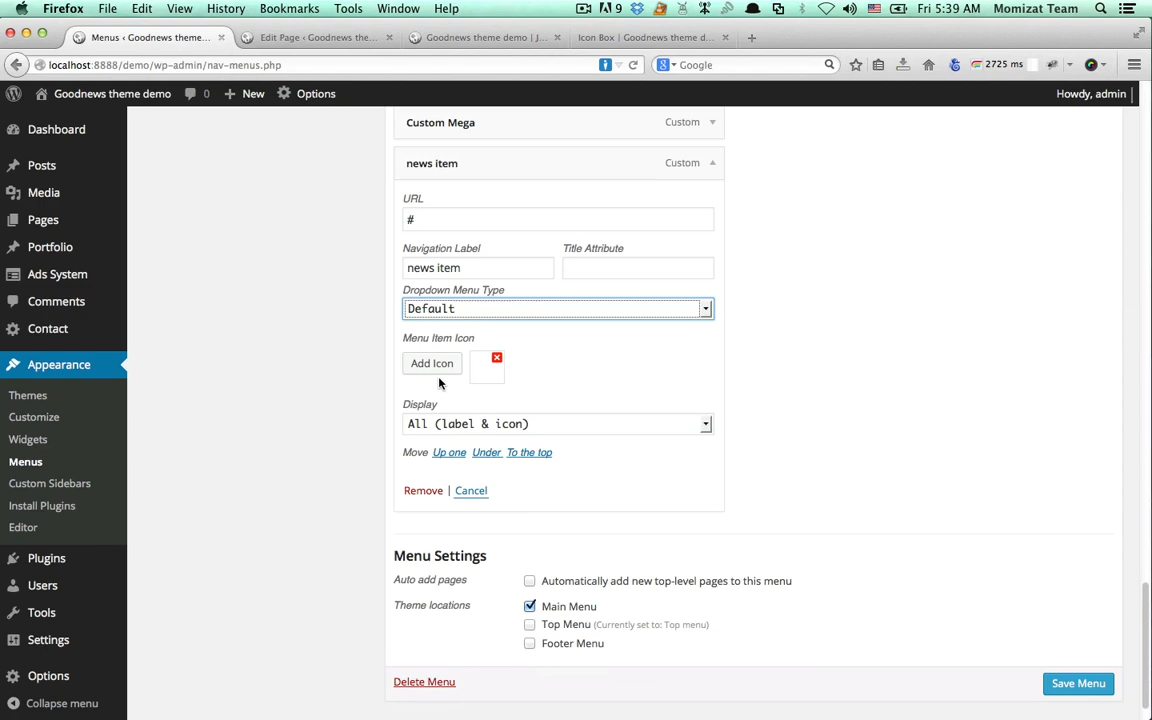 Firefox File Edit View History Bookmarks Tools Window Help 9 Fri 5:39 AM Momizat Team
Menus ‹ Goodnews theme... Edit Page ‹ Goodnews the... Goodnews theme demo | J... Icon Box | Goodnews theme d...
localhost:8888/demo/wp-admin/nav-menus.php Google 2725 ms
Goodnews theme demo 0 New Options Howdy, admin
Dashboard
Posts
Media
Pages
Portfolio
Ads System
Comments
Contact
Appearance
Themes
Customize
Widgets
Menus
Custom Sidebars
Install Plugins
Editor
Plugins
Users
Tools
Settings
Options
Collapse menu
Custom Mega Custom
news item Custom
URL
#
Navigation Label Title Attribute
news item
Dropdown Menu Type
Default
Menu Item Icon
Add Icon
Display
All (label & icon)
Move Up one Under To the top
Remove | Cancel
Menu Settings
Auto add pages Automatically add new top-level pages to this menu
Theme locations Main Menu
Top Menu (Currently set to: Top menu)
Footer Menu
Delete Menu Save Menu